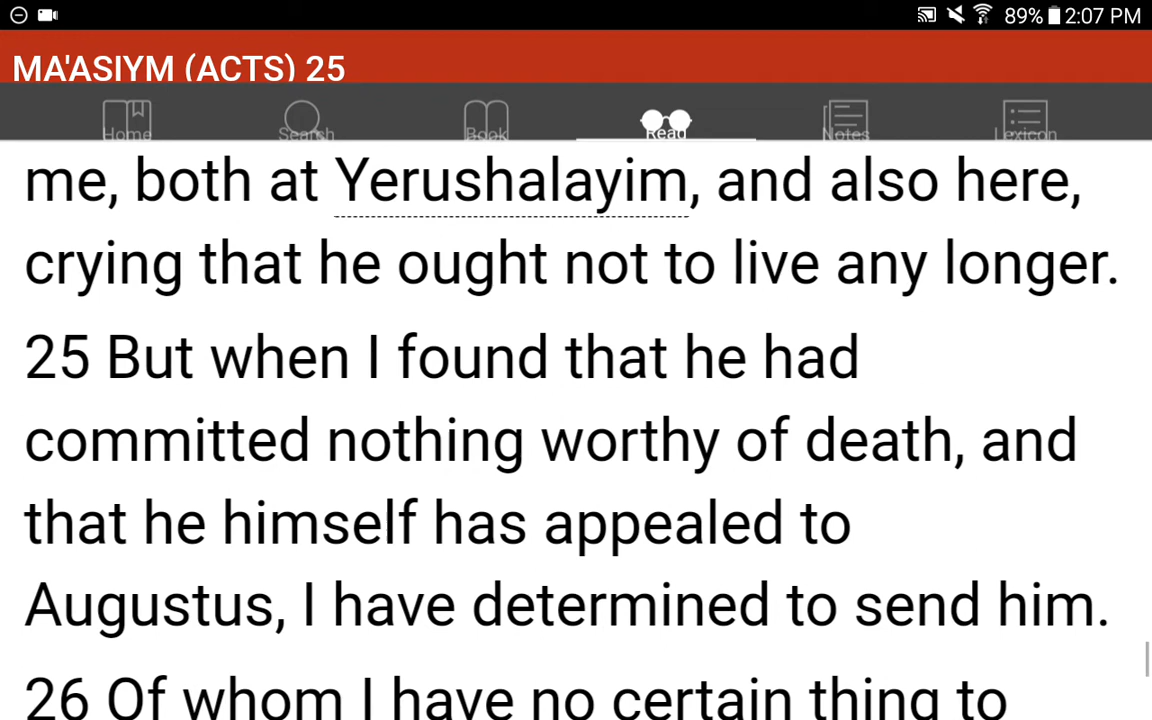 89% 2:07 PM
MA'ASIYM (ACTS) 25
Home Search Book Read Notes Lexicon
me, both at Yerushalayim, and also here,
crying that he ought not to live any longer.
25 But when I found that he had
committed nothing worthy of death, and
that he himself has appealed to
Augustus, I have determined to send him.
26 Of whom I have no certain thing to